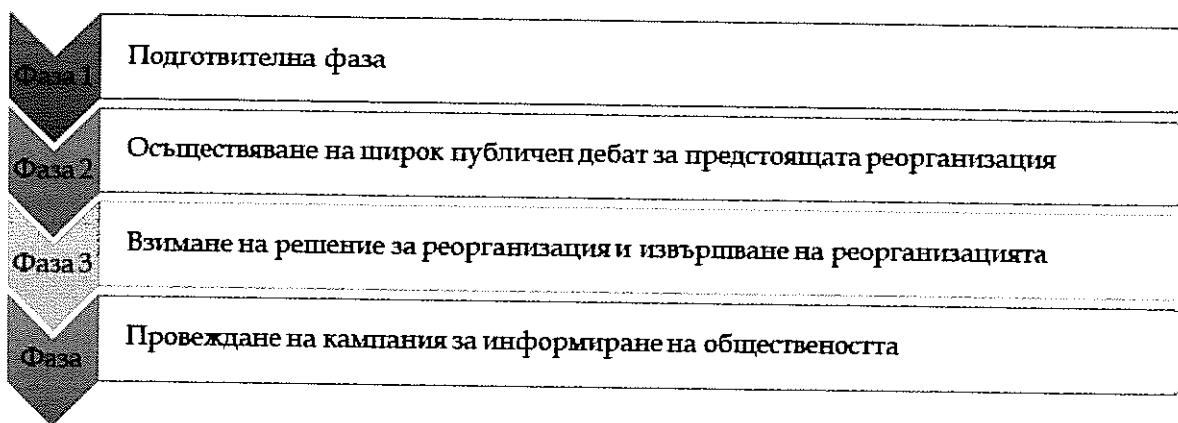 Фаза 1
Подготвителна фаза
Фаза 2
Осъществяване на широк публичен дебат за предстоящата реорганизация
Фаза 3
Взимане на решение за реорганизация и извършване на реорганизацията
Фаза
Провеждане на кампания за информиране на обществеността